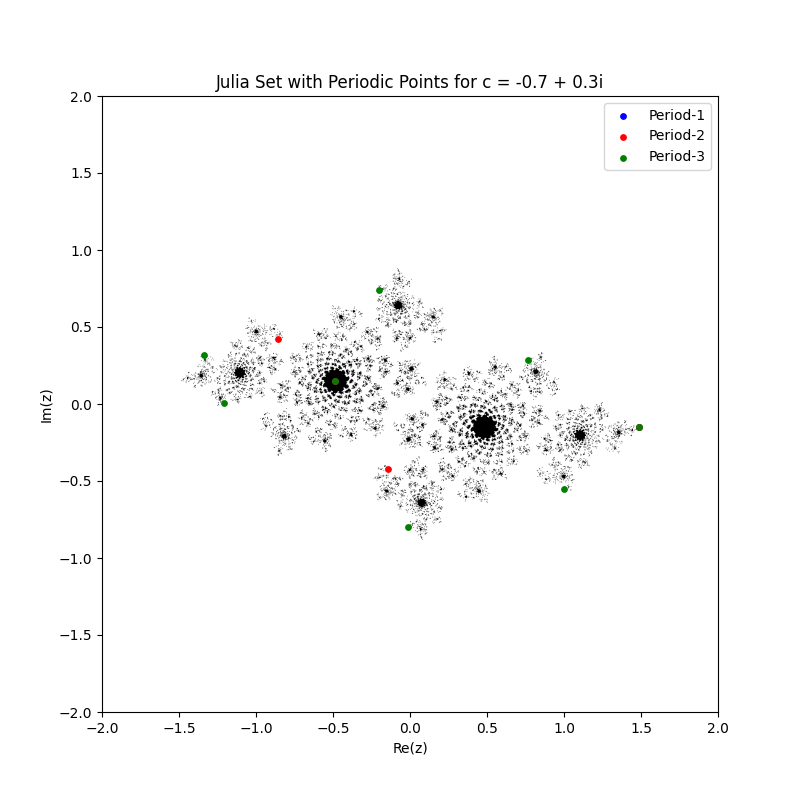 Julia Set with Periodic Points for c = -0.7 + 0.3i
Period-1
Period-2
Period-3
2.0
1.5
1.0
0.5
0.0
−0.5
−1.0
−1.5
−2.0
Im(z)
−2.0 −1.5 −1.0 −0.5 0.0 0.5 1.0 1.5 2.0
Re(z)